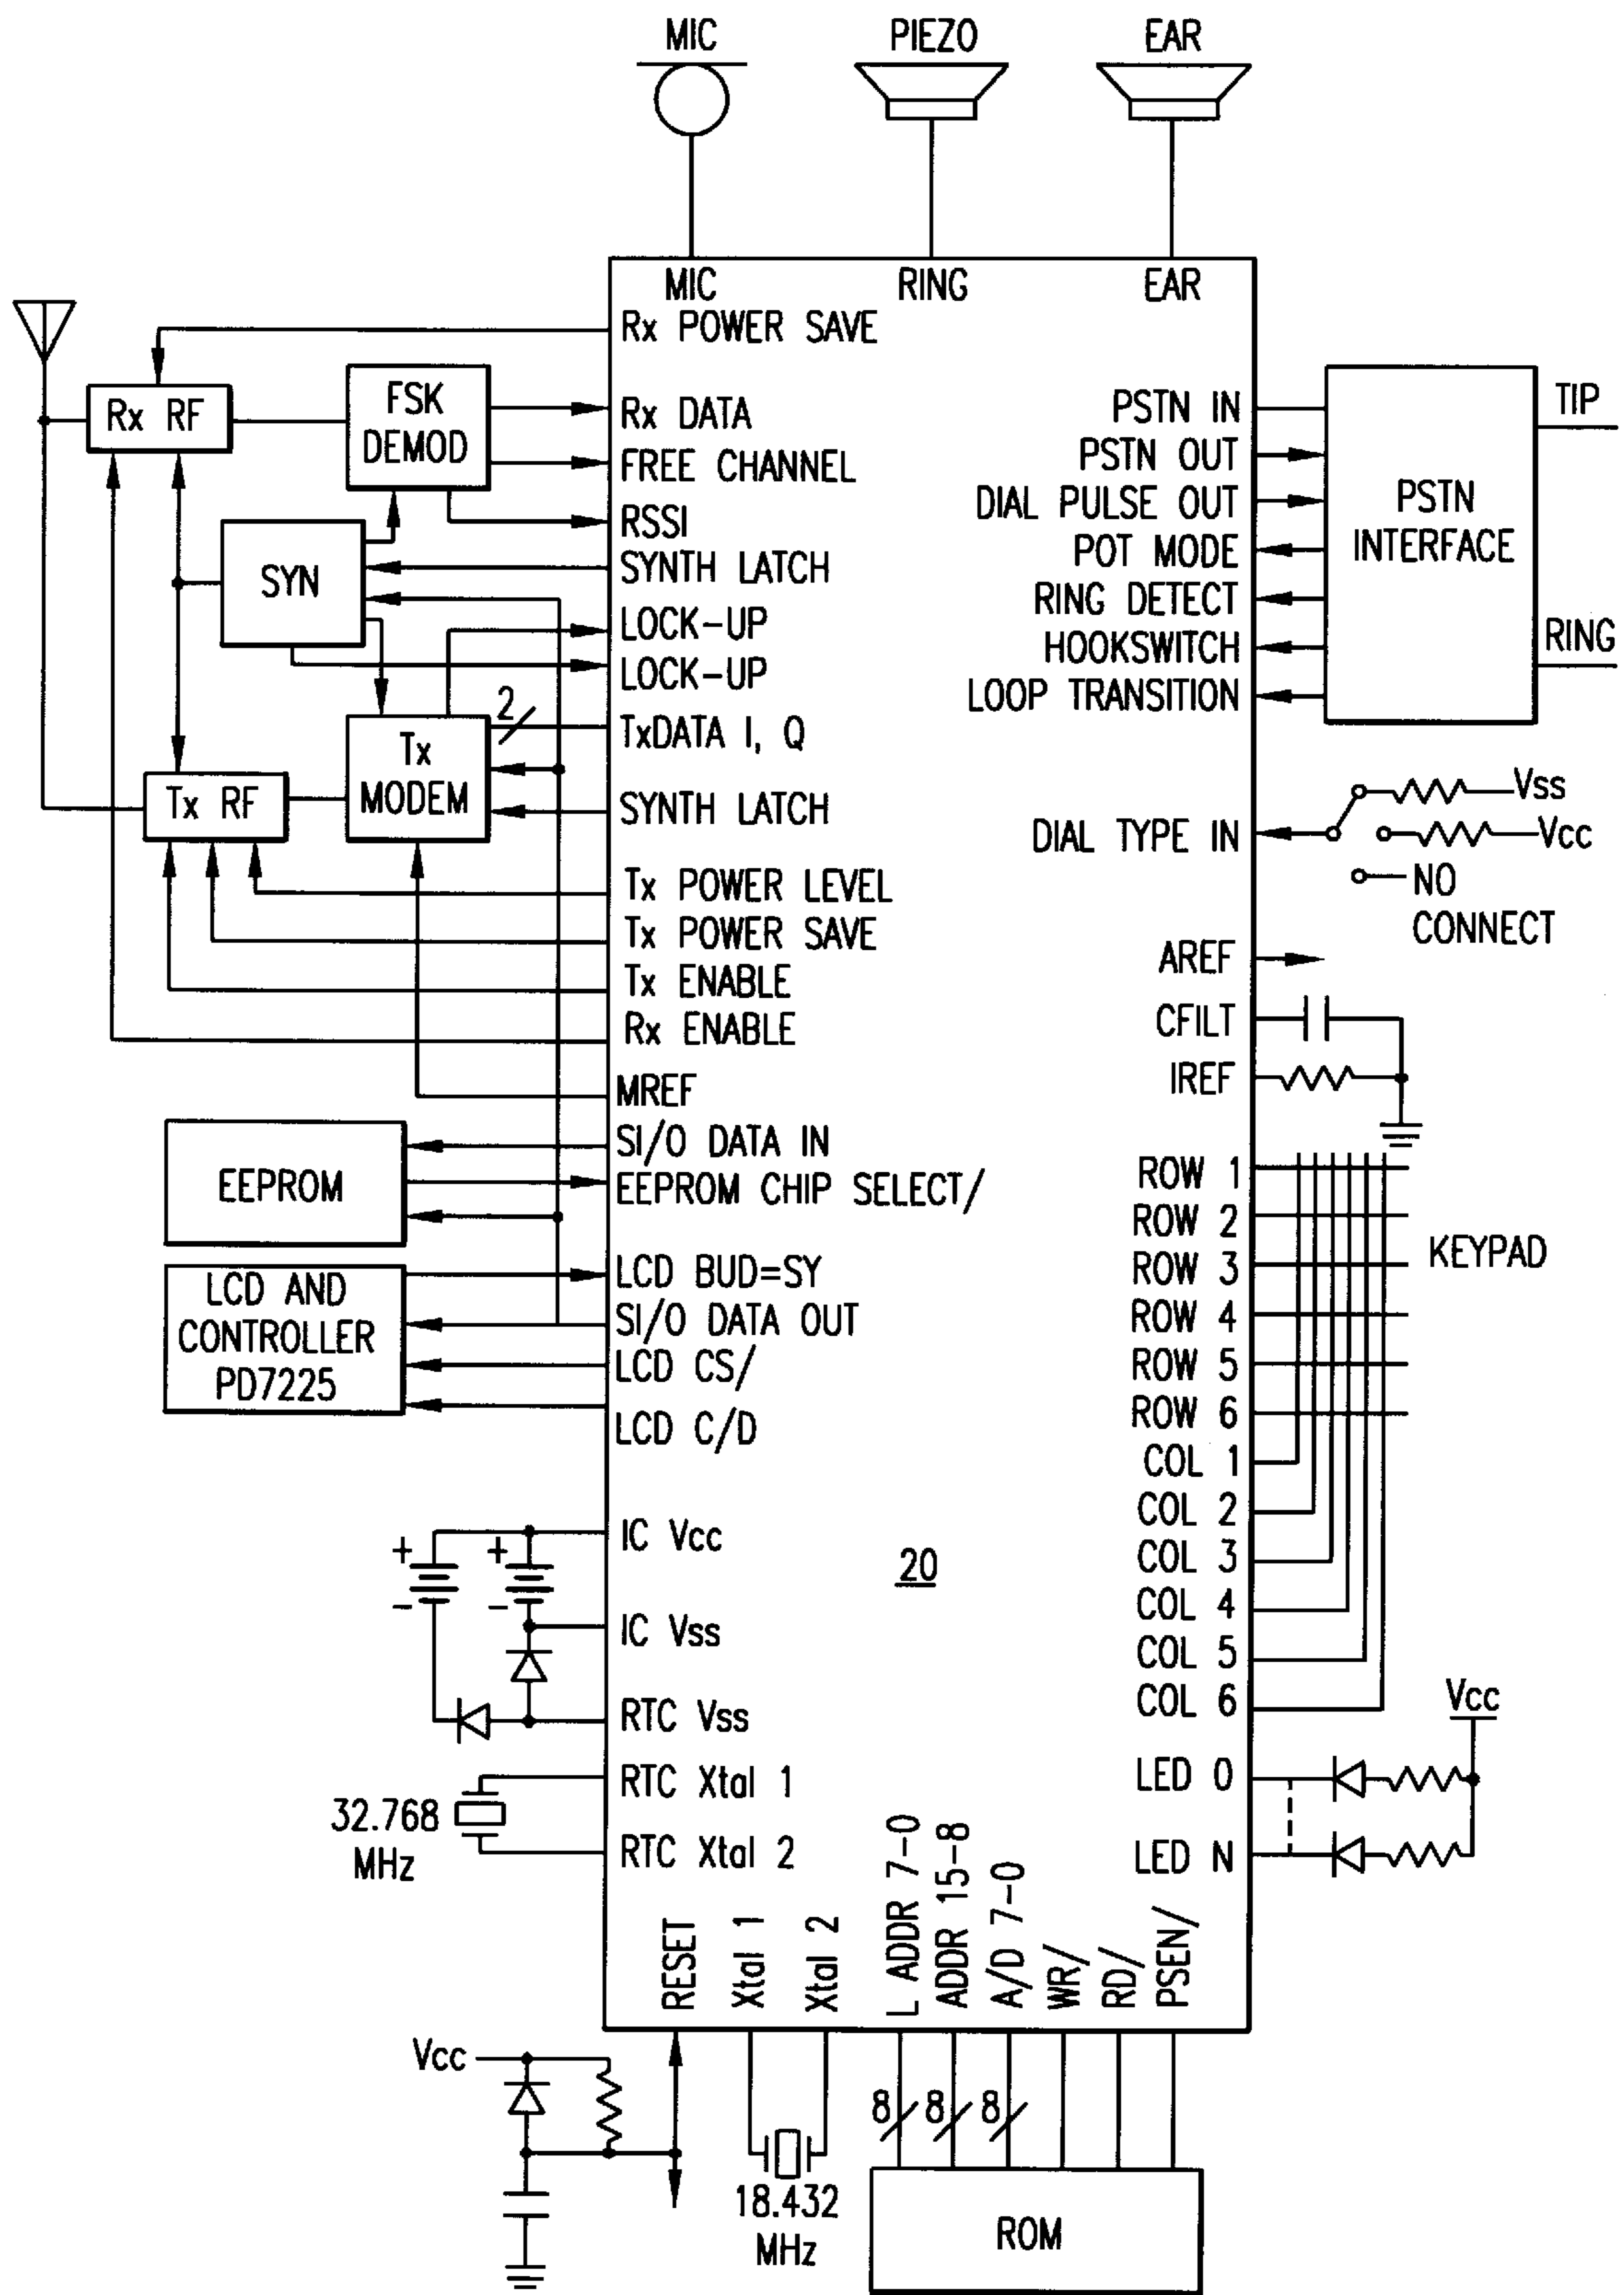 MIC
PIEZO
EAR
MIC
RING
EAR
Rx POWER SAVE
Rx RF
FSK
DEMOD
Rx DATA
FREE CHANNEL
RSSI
SYN
SYNTH LATCH
LOCK-UP
LOCK-UP
2
TxDATA I, Q
Tx
MODEM
Tx RF
SYNTH LATCH
Tx POWER LEVEL
Tx POWER SAVE
Tx ENABLE
Rx ENABLE
MREF
SI/O DATA IN
EEPROM
EEPROM CHIP SELECT/
LCD BUD=SY
LCD AND
CONTROLLER
PD7225
SI/O DATA OUT
LCD CS/
LCD C/D
IC Vcc
+
+
-
-
IC Vss
RTC Vss
RTC Xtal 1
32.768
MHz
RTC Xtal 2
20
PSTN IN
PSTN OUT
DIAL PULSE OUT
POT MODE
RING DETECT
HOOKSWITCH
LOOP TRANSITION
PSTN
INTERFACE
TIP
RING
DIAL TYPE IN
Vss
Vcc
NO
CONNECT
AREF
CFILT
IREF
ROW 1
ROW 2
ROW 3
ROW 4
ROW 5
ROW 6
KEYPAD
COL 1
COL 2
COL 3
COL 4
COL 5
COL 6
Vcc
LED 0
LED N
RESET
Xtal 1
Xtal 2
L ADDR 7-0
ADDR 15-8
A/D 7-0
WR/
RD/
PSEN/
Vcc
18.432
MHz
8
8
8
ROM